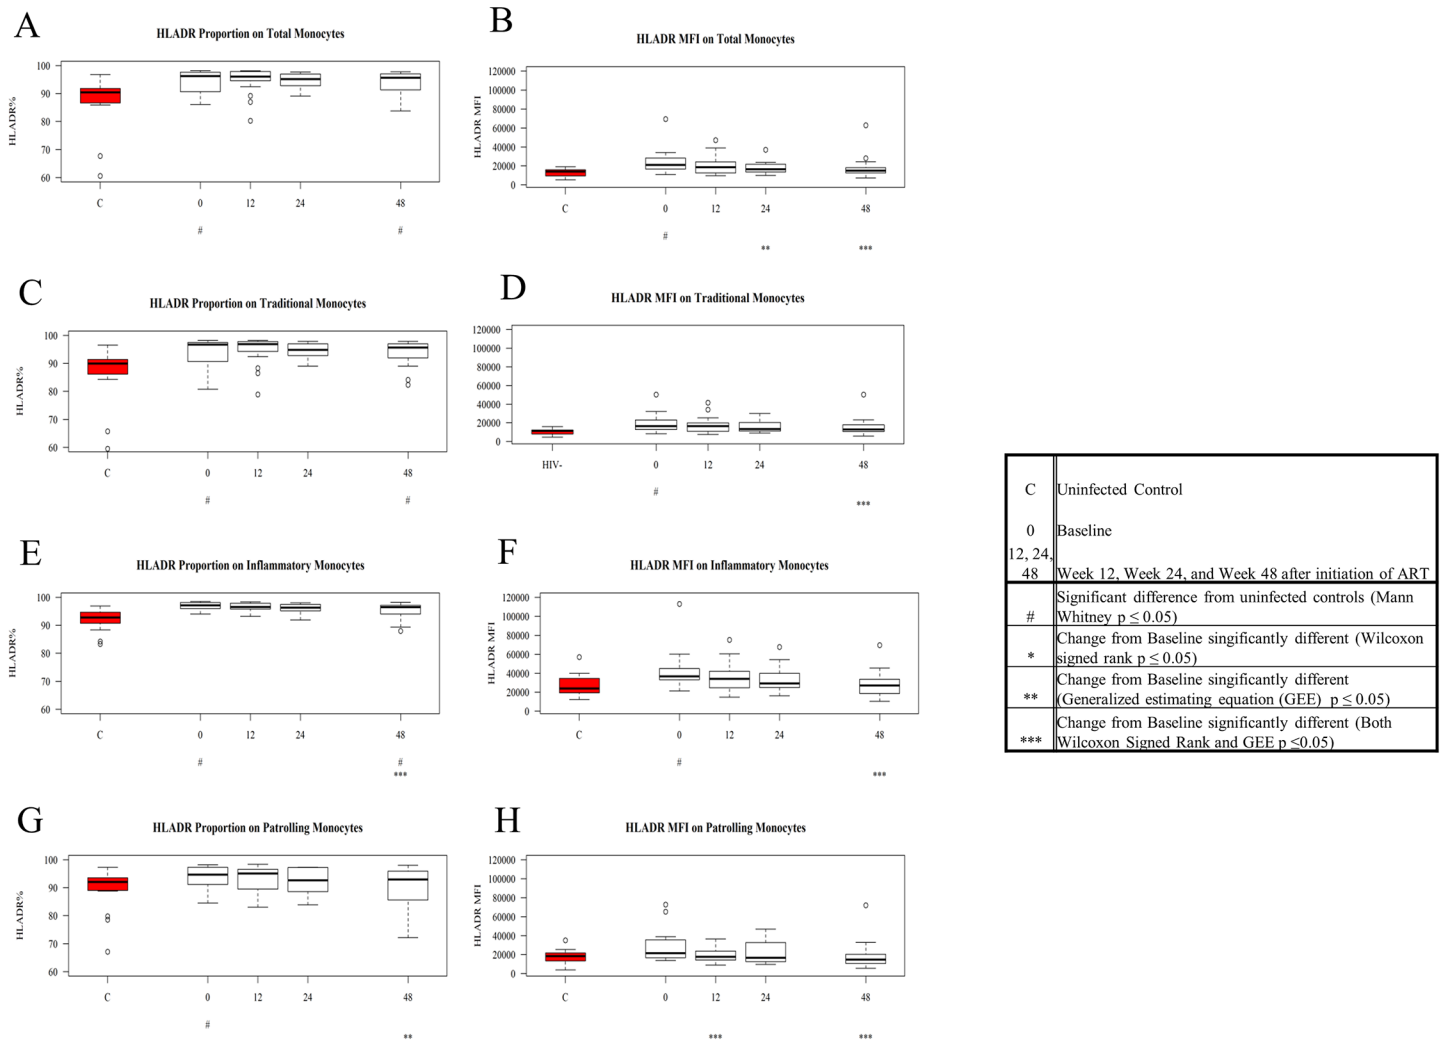 A
HLADR Proportion on Total Monocytes
HLADR%
100
90
80
70
60
C 0 12 24 48
# #
B
HLADR MFI on Total Monocytes
HLADR MFI
120000
100000
80000
60000
40000
20000
0
C 0 12 24 48
#
** ***
C
HLADR Proportion on Traditional Monocytes
HLADR%
100
90
80
70
60
C 0 12 24 48
# #
D
HLADR MFI on Traditional Monocytes
120000
100000
80000
60000
40000
20000
0
HIV- 0 12 24 48
#
***
E
HLADR Proportion on Inflammatory Monocytes
HLADR%
100
90
80
70
60
C 0 12 24 48
# #
***
F
HLADR MFI on Inflammatory Monocytes
HLADR MFI
120000
100000
80000
60000
40000
20000
0
C 0 12 24 48
#
***
G
HLADR Proportion on Patrolling Monocytes
HLADR%
100
90
80
70
60
C 0 12 24 48
#
**
H
HLADR MFI on Patrolling Monocytes
HLADR MFI
120000
100000
80000
60000
40000
20000
0
C 0 12 24 48
*** ***
C Uninfected Control
0 Baseline
12, 24,
48 Week 12, Week 24, and Week 48 after initiation of ART
Significant difference from uninfected controls (Mann
# Whitney p ≤ 0.05)
Change from Baseline singificantly different (Wilcoxon
* signed rank p ≤ 0.05)
Change from Baseline singificantly different
** (Generalized estimating equation (GEE) p ≤ 0.05)
Change from Baseline significantly different (Both
*** Wilcoxon Signed Rank and GEE p ≤0.05)